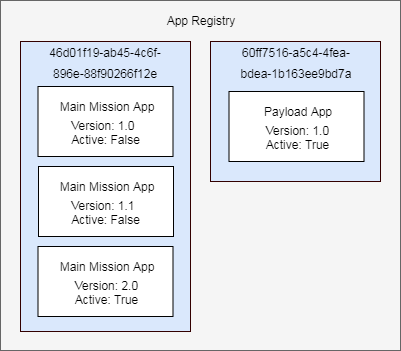 App Registry
46d01f19-ab45-4c6f-
896e-88f90266f12e
Main Mission App
Version: 1.0
Active: False
Main Mission App
Version: 1.1
Active: False
Main Mission App
Version: 2.0
Active: True
60ff7516-a5c4-4fea-
bdea-1b163ee9bd7a
Payload App
Version: 1.0
Active: True